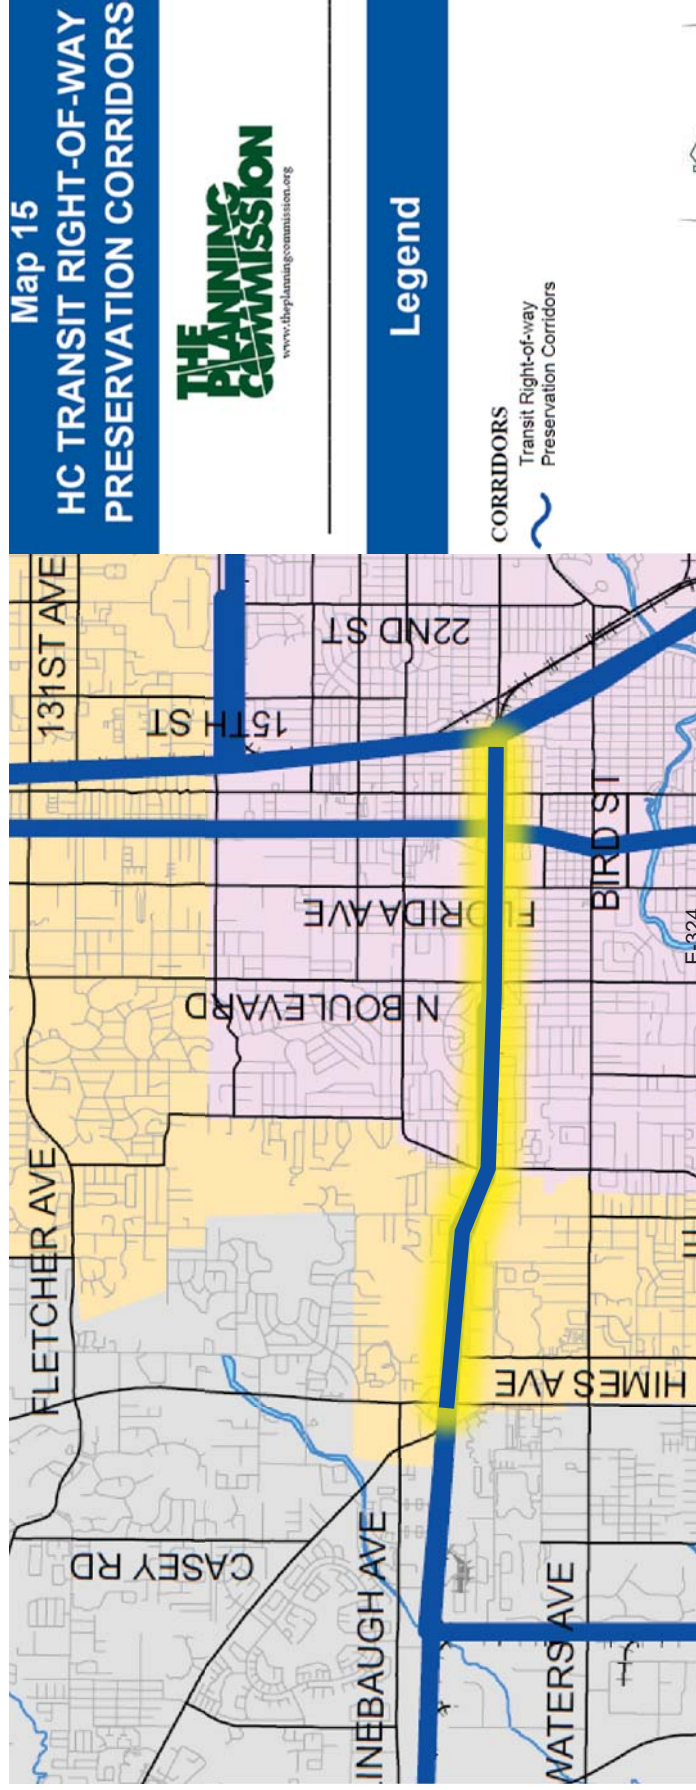 Map 15
HC TRANSIT RIGHT-OF-WAY
PRESERVATION CORRIDORS
THE
PLANNING
COMMISSION
www.theplanningcommission.org
Legend
CORRIDORS
Transit Right-of-way
Preservation Corridors
131ST AVE
15TH ST
22ND ST
FLORIDA AVE
BIRD ST
N BOULEVARD
E-324
FLETCHER AVE
HIMES AVE
CASEY RD
LINEBAUGH AVE
WATERS AVE